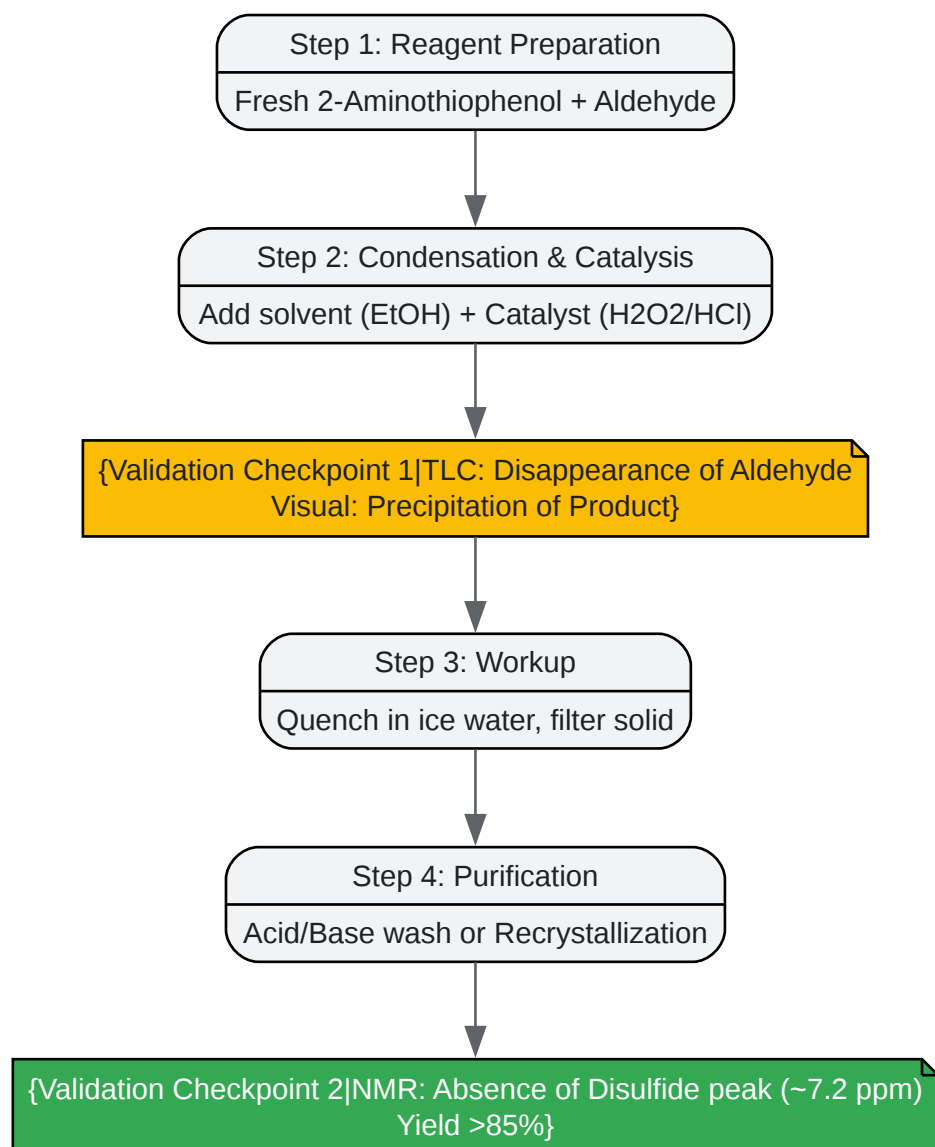 Step 1: Reagent Preparation
Fresh 2-Aminothiophenol + Aldehyde
Step 2: Condensation & Catalysis
Add solvent (EtOH) + Catalyst (H2O2/HCl)
{Validation Checkpoint 1|TLC: Disappearance of Aldehyde
Visual: Precipitation of Product}
Step 3: Workup
Quench in ice water, filter solid
Step 4: Purification
Acid/Base wash or Recrystallization
{Validation Checkpoint 2|NMR: Absence of Disulfide peak (~7.2 ppm)
Yield >85%}